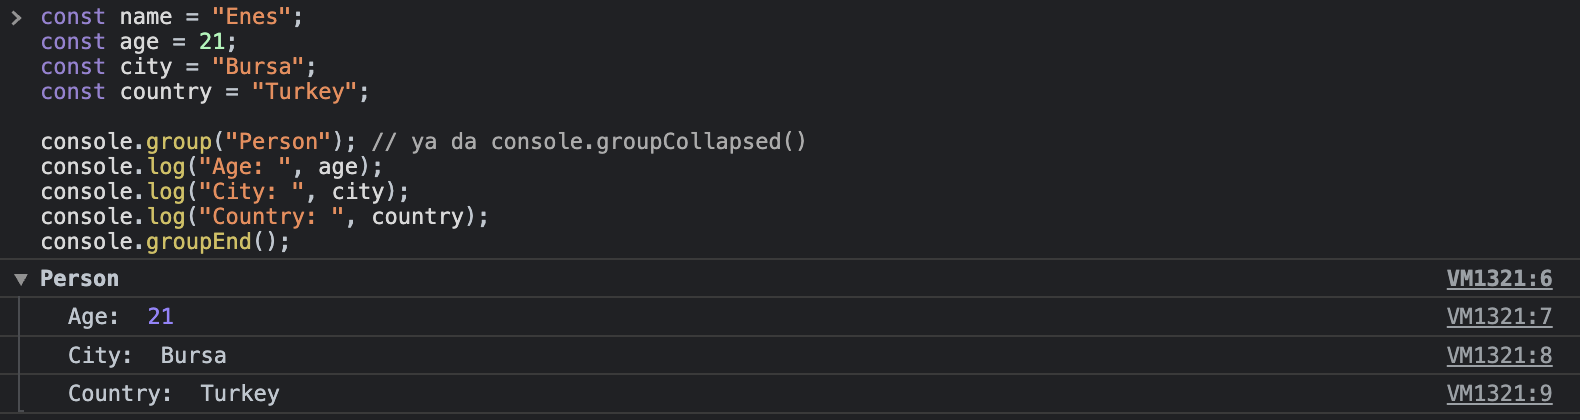 const name = "Enes";
const age = 21;
const city = "Bursa";
const country = "Turkey";
console.group("Person"); // ya da console.groupCollapsed()
console.log("Age: ", age);
console.log("City: ", city);
console.log("Country: ", country);
console.groupEnd();
Person VM1321:6
Age: 21 VM1321:7
City: Bursa VM1321:8
Country: Turkey VM1321:9